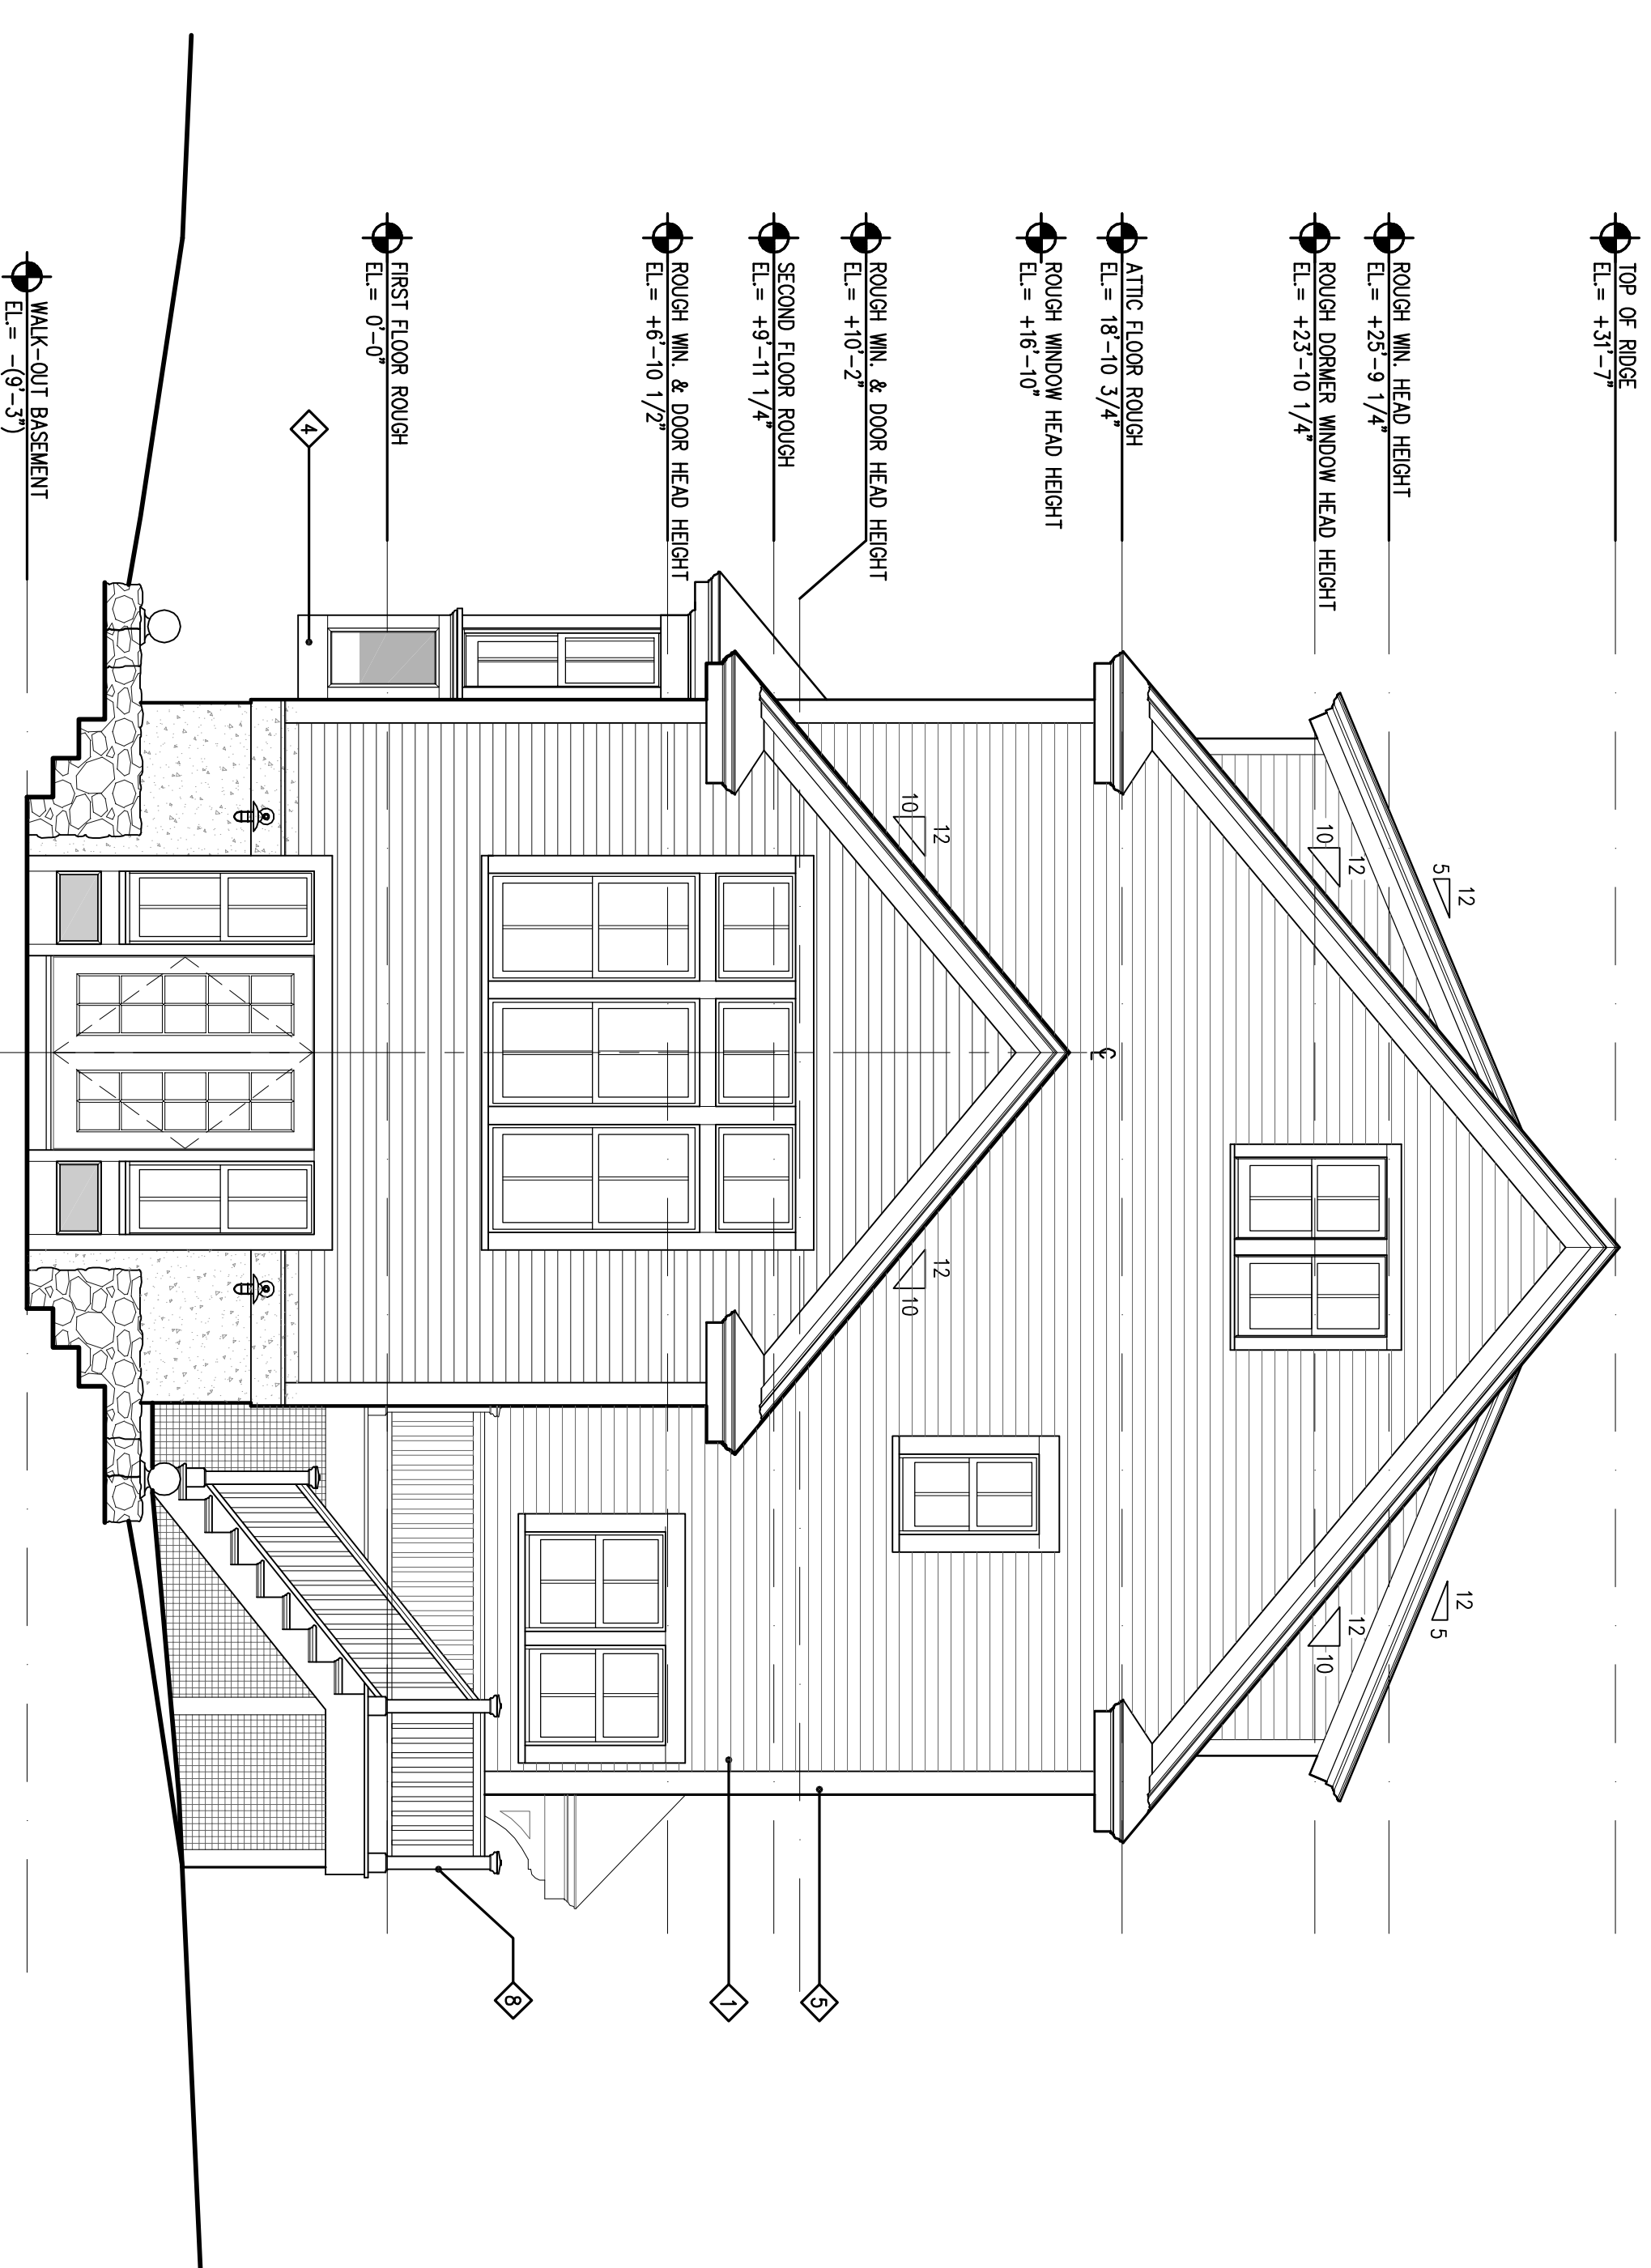 TOP OF RIDGE
EL.= +31'-7"
ROUGH WIN. HEAD HEIGHT
EL.= +25'-9 1/4"
ROUGH DORMER WINDOW HEAD HEIGHT
EL.= +23'-10 1/4"
ATTIC FLOOR ROUGH
EL.= 18'-10 3/4"
ROUGH WINDOW HEAD HEIGHT
EL.= +16'-10"
ROUGH WIN. & DOOR HEAD HEIGHT
EL.= +10'-2"
SECOND FLOOR ROUGH
EL.= +9'-11 1/4"
ROUGH WIN. & DOOR HEAD HEIGHT
EL.= +6'-10 1/2"
FIRST FLOOR ROUGH
EL.= 0'-0"
WALK-OUT BASEMENT
EL.= -(9'-3")
12
5
12
5
12
10
12
10
12
10
12
10
℄
4
5
1
8